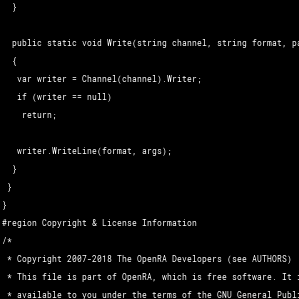 }
public static void Write(string channel, string format,
{
var writer = Channel(channel).Writer;
if (writer == null)
return;
writer.WriteLine(format, args);
}
}
}
#region Copyright & License Information
/*
* Copyright 2007-2018 The OpenRA Developers (see AUTHORS)
* This file is part of OpenRA, which is free software. It
* available to you under the terms of the GNU General